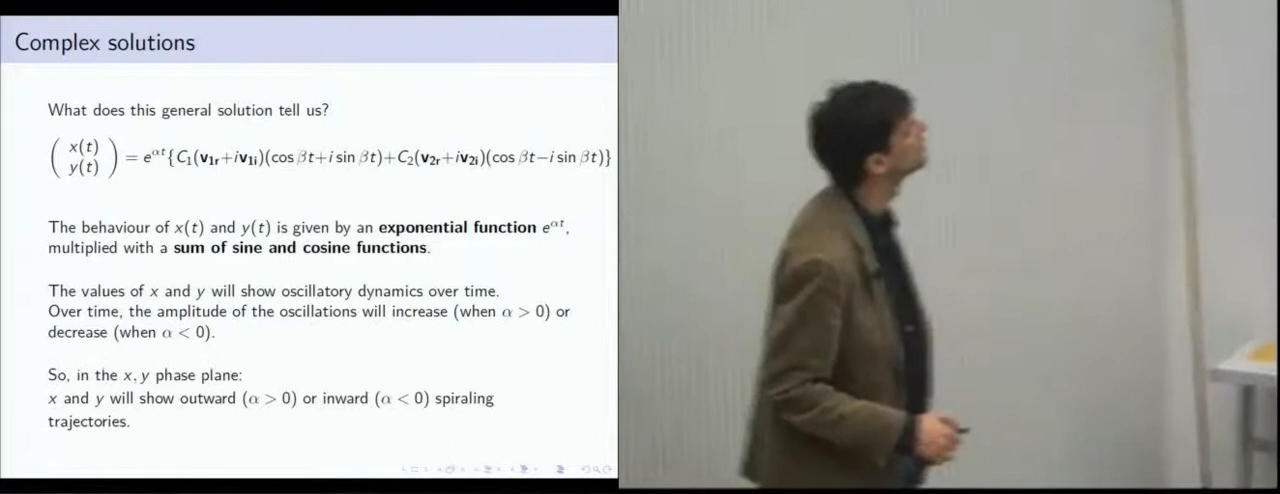 Complex solutions
What does this general solution tell us?
( x(t) y(t) ) = e^{αt}{C₁(v₁ᵣ+iv₁ᵢ)(cos βt+i sin βt)+C₂(v₂ᵣ+iv₂ᵢ)(cos βt−i sin βt)}
The behaviour of x(t) and y(t) is given by an exponential function e^{αt},
multiplied with a sum of sine and cosine functions.
The values of x and y will show oscillatory dynamics over time.
Over time, the amplitude of the oscillations will increase (when α > 0) or
decrease (when α < 0).
So, in the x, y phase plane:
x and y will show outward (α > 0) or inward (α < 0) spiraling
trajectories.